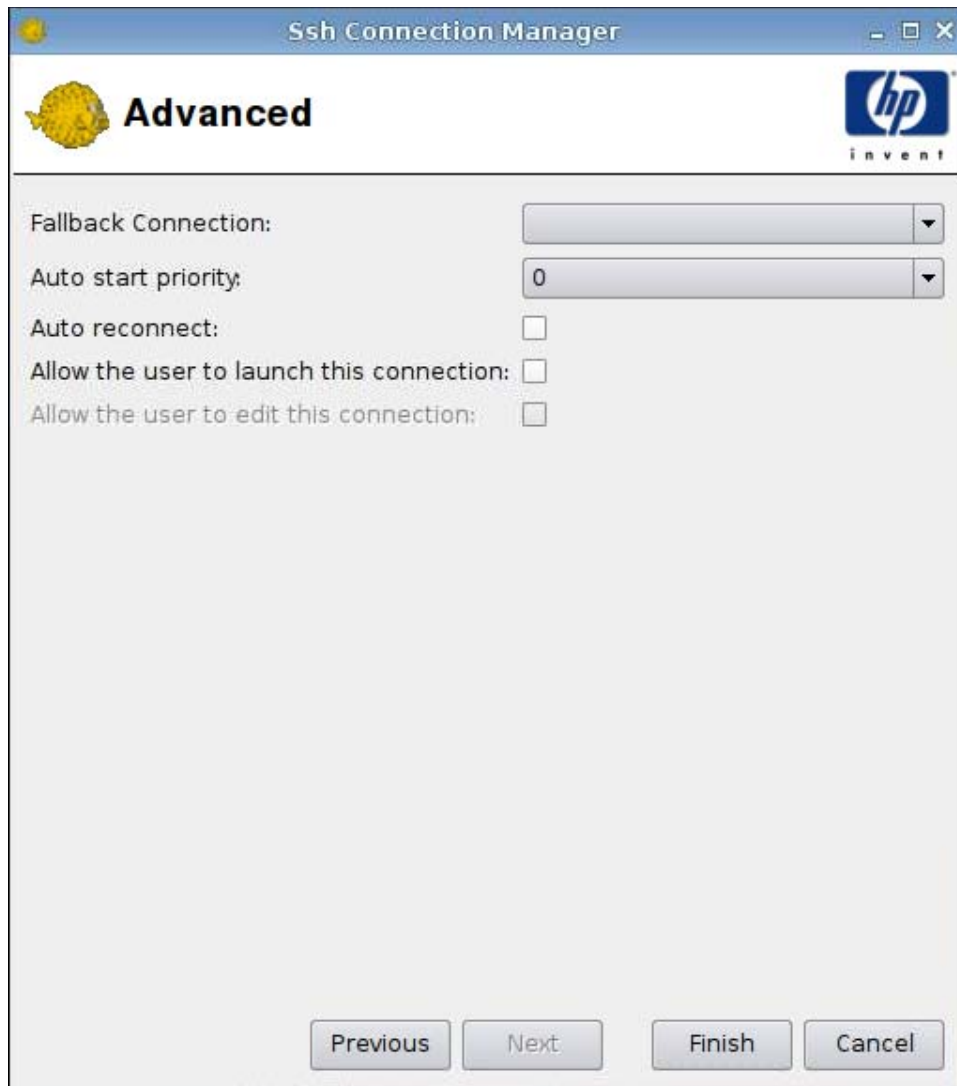 Ssh Connection Manager
Advanced
hp
invent
Fallback Connection:
Auto start priority: 0
Auto reconnect:
Allow the user to launch this connection:
Allow the user to edit this connection:
Previous Next Finish Cancel